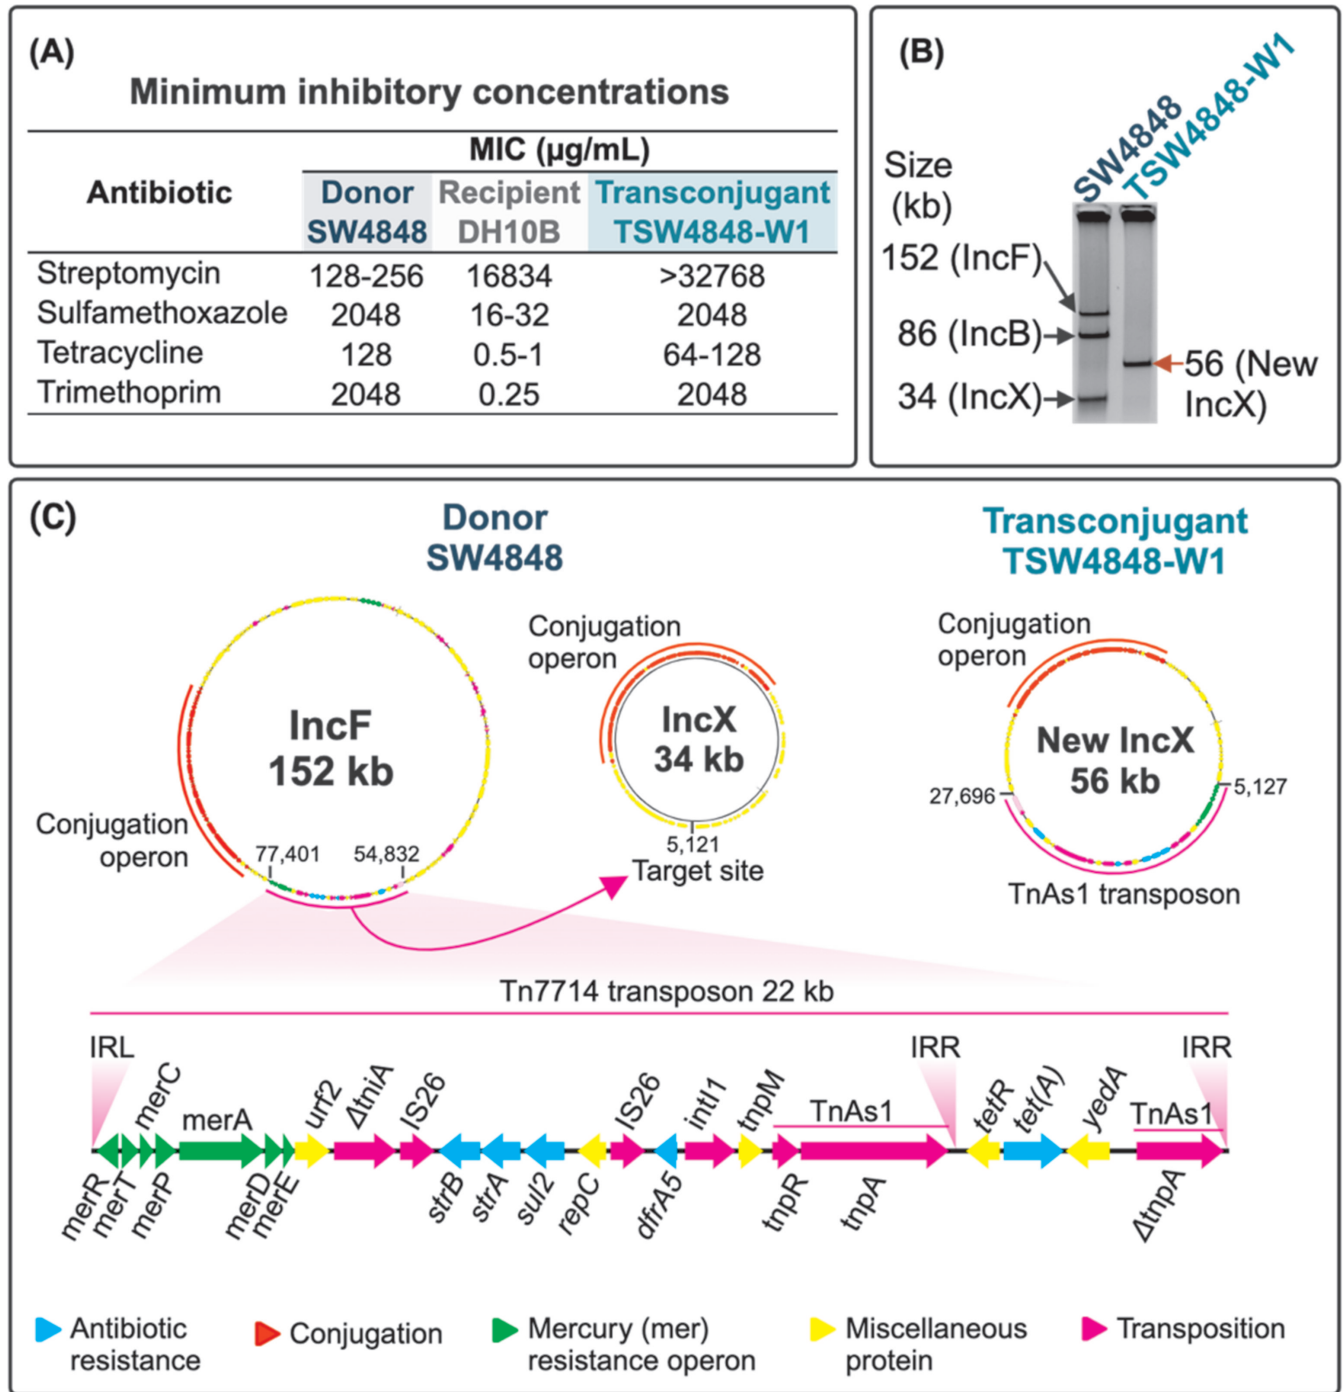 (A)
Minimum inhibitory concentrations
MIC (µg/mL)
Antibiotic Donor SW4848 Recipient DH10B Transconjugant TSW4848-W1
Streptomycin 128-256 16834 >32768
Sulfamethoxazole 2048 16-32 2048
Tetracycline 128 0.5-1 64-128
Trimethoprim 2048 0.25 2048
(B)
SW4848
TSW4848-W1
Size
(kb)
152 (IncF)
86 (IncB)
34 (IncX)
56 (New
IncX)
(C)
Donor
SW4848
Transconjugant
TSW4848-W1
IncF
152 kb
Conjugation
operon
77,401
54,832
Conjugation
operon
IncX
34 kb
5,121
Target site
Conjugation
operon
New IncX
56 kb
27,696
5,127
TnAs1 transposon
Tn7714 transposon 22 kb
IRL
IRR
IRR
merC
merA
urf2
ΔtniA
IS26
IS26
intI1
tnpM
TnAs1
tetR
tet(A)
yedA
TnAs1
merR
merT
merP
merD
merE
strB
strA
sul2
repC
dfrA5
tnpR
tnpA
ΔtnpA
Antibiotic
resistance
Conjugation
Mercury (mer)
resistance operon
Miscellaneous
protein
Transposition